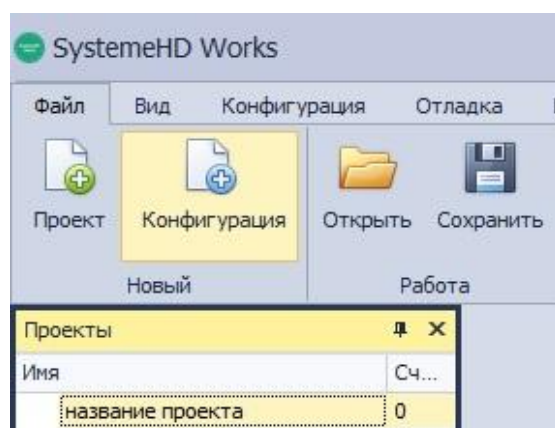 SystemeHD Works
Файл Вид Конфигурация Отладка
Проект Конфигурация Открыть Сохранить
Новый Работа
Проекты
Имя Сч...
название проекта 0